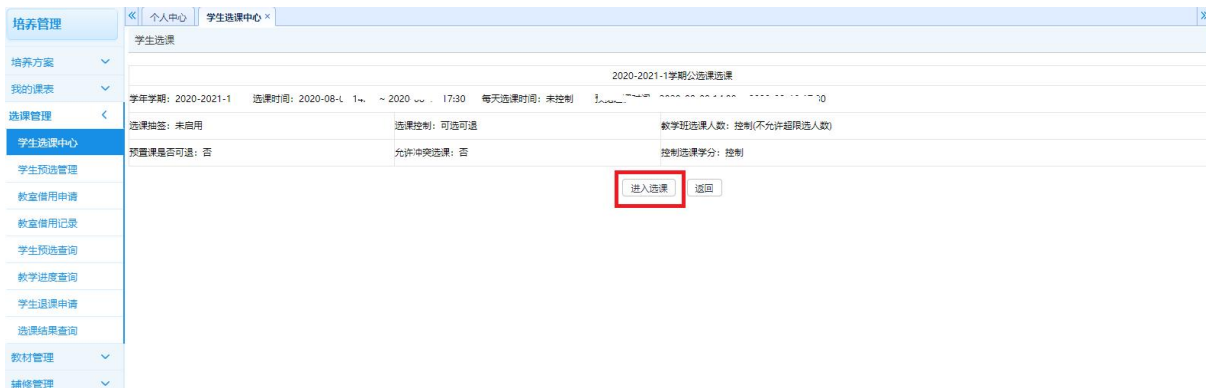 培养管理
培养方案
我的课表
选课管理
学生选课中心
学生预选管理
教室借用申请
教室借用记录
学生预选查询
教学进度查询
学生退课申请
选课结果查询
教材管理
辅修管理
个人中心 学生选课中心 ×
学生选课
2020-2021-1学期公选课选课
学年学期：2020-2021-1 选课时间：2020-08- ~ 2020 17:30 每天选课时间：未控制
选课抽签：未启用 选课控制：可选可退 教学班选课人数：控制(不允许超限选人数)
预置课是否可退：否 允许冲突选课：否 控制选课学分：控制
进入选课 返回